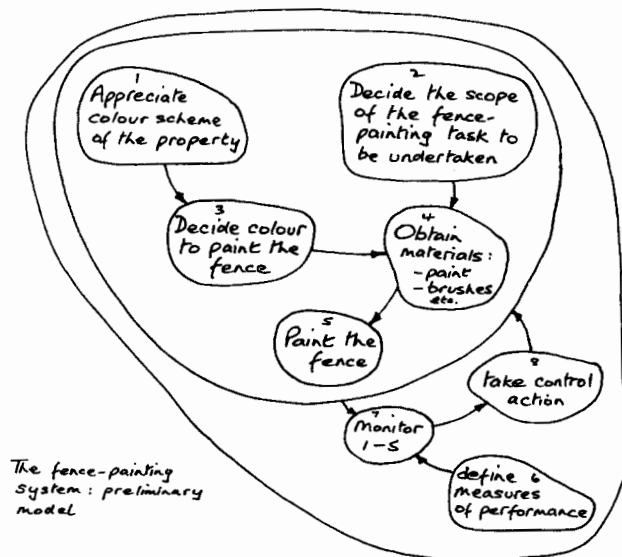 1
Appreciate
colour scheme
of the property
2
Decide the scope
of the fence-
painting task to
be undertaken
3
Decide colour
to paint the
fence
4
Obtain
materials:
-paint
-brushes
etc.
5
Paint the
fence
8
take control
action
7
monitor
1-5
define 6
measures
of performance
The fence-painting
system: preliminary
model